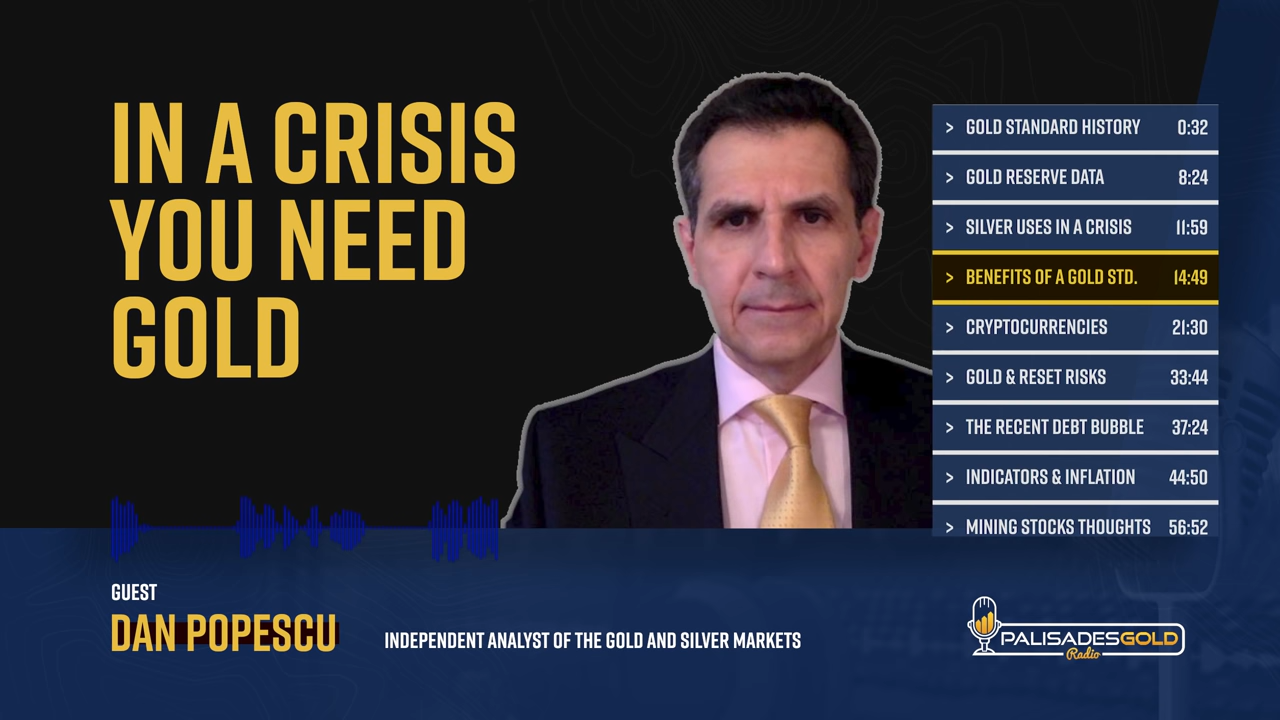 IN A CRISIS
YOU NEED
GOLD
> GOLD STANDARD HISTORY 0:32
> GOLD RESERVE DATA 8:24
> SILVER USES IN A CRISIS 11:59
> BENEFITS OF A GOLD STD. 14:49
> CRYPTOCURRENCIES 21:30
> GOLD & RESET RISKS 33:44
> THE RECENT DEBT BUBBLE 37:24
> INDICATORS & INFLATION 44:50
> MINING STOCKS THOUGHTS 56:52
GUEST
DAN POPESCU
INDEPENDENT ANALYST OF THE GOLD AND SILVER MARKETS
PALISADESGOLD
Radio